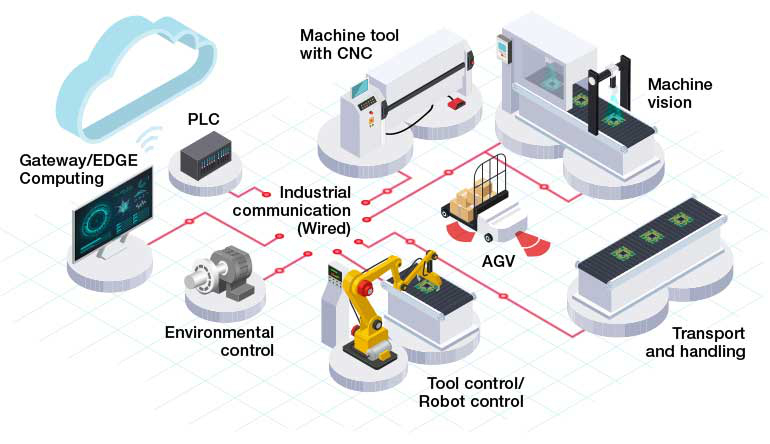 Machine tool
with CNC
Machine
vision
PLC
Gateway/EDGE
Computing
Industrial
communication
(Wired)
AGV
Environmental
control
Tool control/
Robot control
Transport
and handling